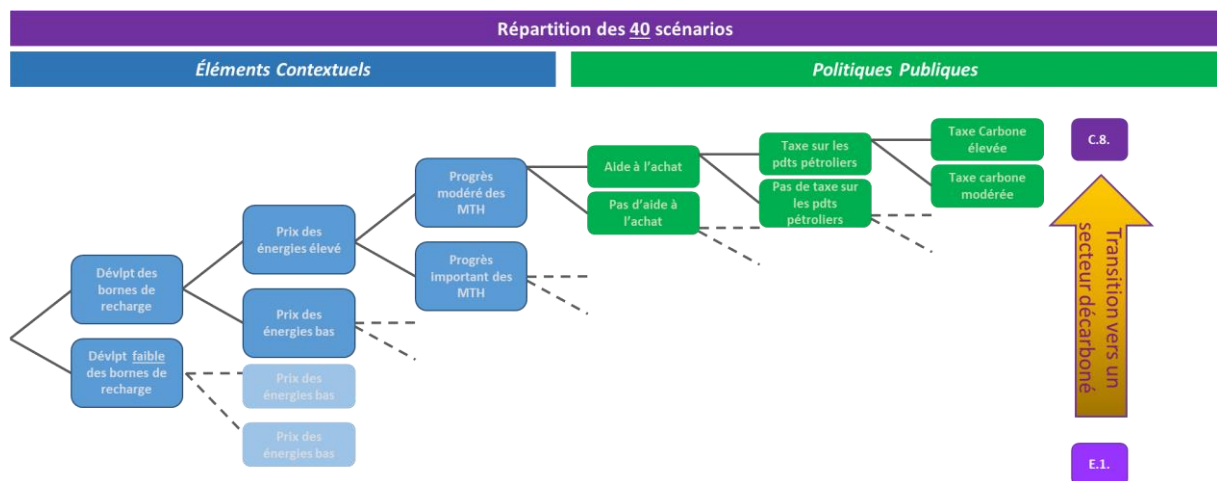 Répartition des 40 scénarios
Éléments Contextuels
Politiques Publiques
Dévlpt des
bornes de
recharge
Dévlpt faible
des bornes de
recharge
Prix des
énergies élevé
Prix des
énergies bas
Prix des
énergies bas
Prix des
énergies bas
Progrès
modéré des
MTH
Progrès
important des
MTH
Aide à l'achat
Pas d'aide à
l'achat
Taxe sur les
pdts pétroliers
Pas de taxe sur
les pdts
pétroliers
Taxe Carbone
élevée
Taxe carbone
modérée
C.8.
Transition vers un
secteur décarboné
E.1.